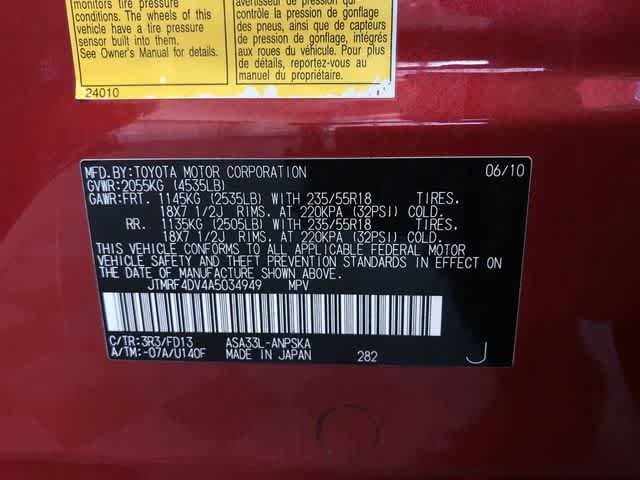 monitors tire pressure
conditions. The wheels of this
vehicle have a tire pressure
sensor built into them.
See Owner's Manual for details.
24010
avertisseur de pression qui
contrôle la pression de gonflage
des pneus, ainsi que des capteurs
de pression de gonflage, intégrés
aux roues du véhicule. Pour plus
de détails, reportez-vous au
manuel du propriétaire.
MFD.BY:TOYOTA MOTOR CORPORATION 06/10
GVWR:2055KG (4535LB)
GAWR:FRT. 1145KG (2535LB) WITH 235/55R18 TIRES.
18X7 1/2J RIMS. AT 220KPA (32PSI) COLD.
RR. 1135KG (2505LB) WITH 235/55R18 TIRES.
18X7 1/2J RIMS. AT 220KPA (32PSI) COLD.
THIS VEHICLE CONFORMS TO ALL APPLICABLE FEDERAL MOTOR
VEHICLE SAFETY AND THEFT PREVENTION STANDARDS IN EFFECT ON
THE DATE OF MANUFACTURE SHOWN ABOVE.
JTMRF4DV4A5034949 MPV
C/TR:3R3/FD13 ASA33L-ANPSKA
A/TM:-07A/U140F MADE IN JAPAN 282 J